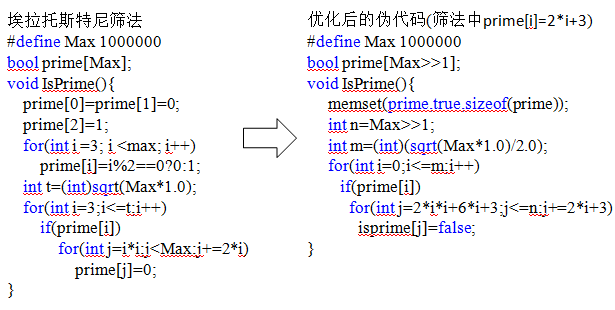 埃拉托斯特尼筛法
#define Max 1000000
bool prime[Max];
void IsPrime(){
prime[0]=prime[1]=0;
prime[2]=1;
for(int i=3; i<max; i++)
prime[i]=i%2==0?0:1;
int t=(int)sqrt(Max*1.0);
for(int i=3;i<=t;i++)
if(prime[i])
for(int j=i*i;j<Max;j+=2*i)
prime[j]=0;
}
优化后的伪代码(筛法中prime[i]=2*i+3)
#define Max 1000000
bool prime[Max>>1];
void IsPrime(){
memset(prime,true,sizeof(prime));
int n=Max>>1;
int m=(int)(sqrt(Max*1.0)/2.0);
for(int i=0;i<=m;i++)
if(prime[i])
for(int j=2*i*i+6*i+3;j<=n;j+=2*i+3)
isprime[j]=false;
}